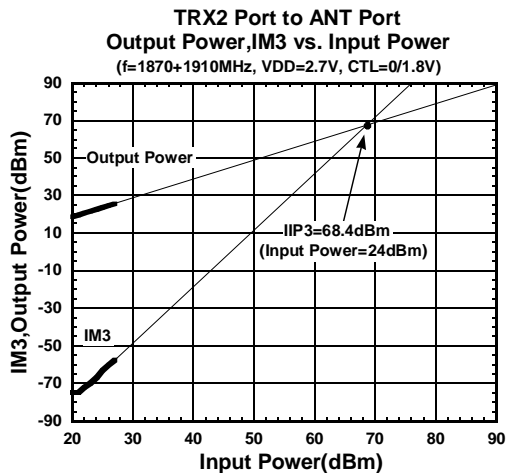 TRX2 Port to ANT Port
Output Power,IM3 vs. Input Power
(f=1870+1910MHz, VDD=2.7V, CTL=0/1.8V)
IM3,Output Power(dBm)
90
70
50
30
10
-10
-30
-50
-70
-90
Output Power
IIP3=68.4dBm
(Input Power=24dBm)
IM3
20 30 40 50 60 70 80 90
Input Power(dBm)